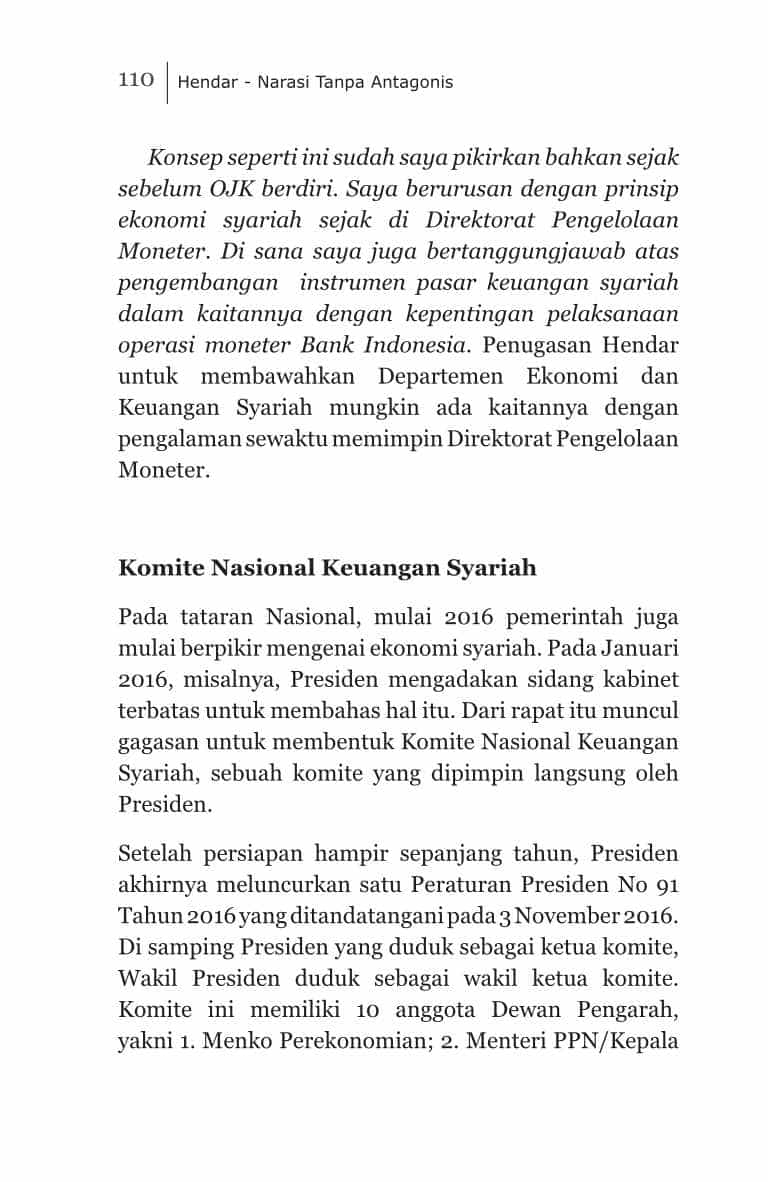 110 Hendar - Narasi Tanpa Antagonis
Konsep seperti ini sudah saya pikirkan bahkan sejak
sebelum OJK berdiri. Saya berurusan dengan prinsip
ekonomi syariah sejak di Direktorat Pengelolaan
Moneter. Di sana saya juga bertanggungjawab atas
pengembangan instrumen pasar keuangan syariah
dalam kaitannya dengan kepentingan pelaksanaan
operasi moneter Bank Indonesia. Penugasan Hendar
untuk membawahkan Departemen Ekonomi dan
Keuangan Syariah mungkin ada kaitannya dengan
pengalaman sewaktu memimpin Direktorat Pengelolaan
Moneter.
Komite Nasional Keuangan Syariah
Pada tataran Nasional, mulai 2016 pemerintah juga
mulai berpikir mengenai ekonomi syariah. Pada Januari
2016, misalnya, Presiden mengadakan sidang kabinet
terbatas untuk membahas hal itu. Dari rapat itu muncul
gagasan untuk membentuk Komite Nasional Keuangan
Syariah, sebuah komite yang dipimpin langsung oleh
Presiden.
Setelah persiapan hampir sepanjang tahun, Presiden
akhirnya meluncurkan satu Peraturan Presiden No 91
Tahun 2016 yang ditandatangani pada 3 November 2016.
Di samping Presiden yang duduk sebagai ketua komite,
Wakil Presiden duduk sebagai wakil ketua komite.
Komite ini memiliki 10 anggota Dewan Pengarah,
yakni 1. Menko Perekonomian; 2. Menteri PPN/Kepala